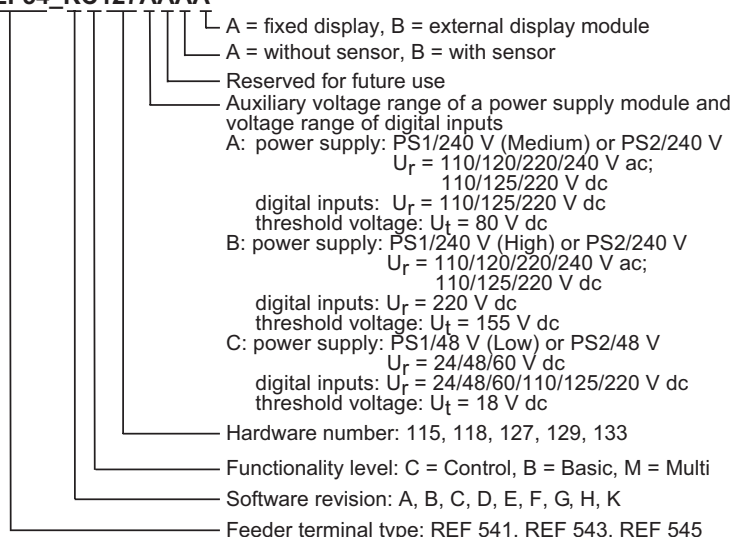 EF54_KC127AAAA
A = fixed display, B = external display module
A = without sensor, B = with sensor
Reserved for future use
Auxiliary voltage range of a power supply module and
voltage range of digital inputs
A: power supply: PS1/240 V (Medium) or PS2/240 V
Ur = 110/120/220/240 V ac;
110/125/220 V dc
digital inputs: Ur = 110/125/220 V dc
threshold voltage: Ut = 80 V dc
B: power supply: PS1/240 V (High) or PS2/240 V
Ur = 110/120/220/240 V ac;
110/125/220 V dc
digital inputs: Ur = 220 V dc
threshold voltage: Ut = 155 V dc
C: power supply: PS1/48 V (Low) or PS2/48 V
Ur = 24/48/60 V dc
digital inputs: Ur = 24/48/60/110/125/220 V dc
threshold voltage: Ut = 18 V dc
Hardware number: 115, 118, 127, 129, 133
Functionality level: C = Control, B = Basic, M = Multi
Software revision: A, B, C, D, E, F, G, H, K
Feeder terminal type: REF 541, REF 543, REF 545